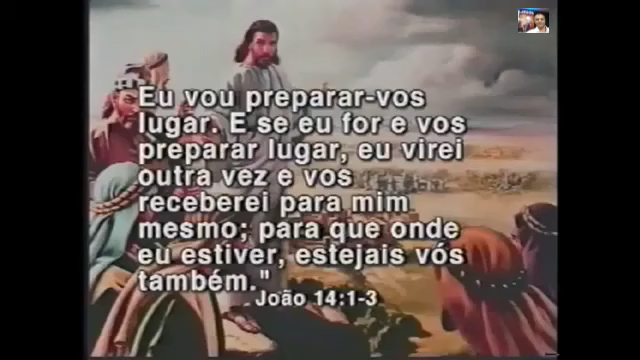 Eu vou preparar-vos
lugar. E se eu for e vos
preparar lugar, eu virei
outra vez e vos
receberei para mim
mesmo; para que onde
eu estiver, estejais vós
também."
João 14:1-3